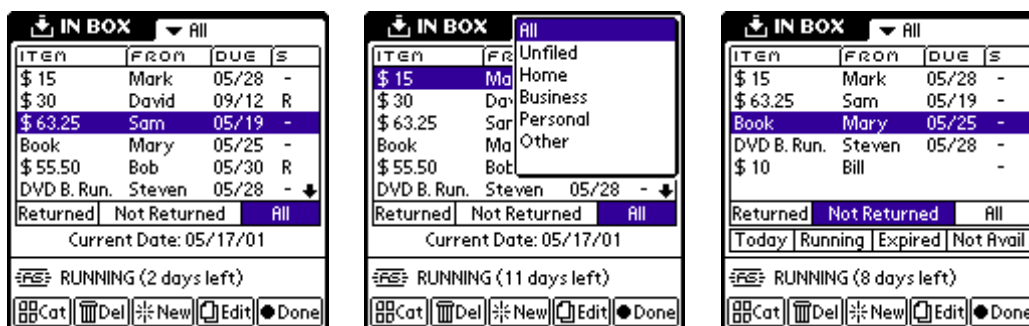 IN BOX All
ITEM FROM DUE S
$ 15 Mark 05/28 -
$ 30 David 09/12 R
$ 63.25 Sam 05/19 -
Book Mary 05/25 -
$ 55.50 Bob 05/30 R
DVD B. Run. Steven 05/28 -
Returned Not Returned All
Current Date: 05/17/01
RUNNING (2 days left)
Cat Del New Edit Done
IN BOX All
Unfiled
Home
Business
Personal
Other
ITEM FR
$ 15 Ma
$ 30 Da
$ 63.25 Sar
Book Ma
$ 55.50 Bob
DVD B. Run. Steven 05/28 -
Returned Not Returned All
Current Date: 05/17/01
RUNNING (11 days left)
Cat Del New Edit Done
IN BOX All
ITEM FROM DUE S
$ 15 Mark 05/28 -
$ 63.25 Sam 05/19 -
Book Mary 05/25 -
DVD B. Run. Steven 05/28 -
$ 10 Bill -
Returned Not Returned All
Today Running Expired Not Avail
RUNNING (8 days left)
Cat Del New Edit Done